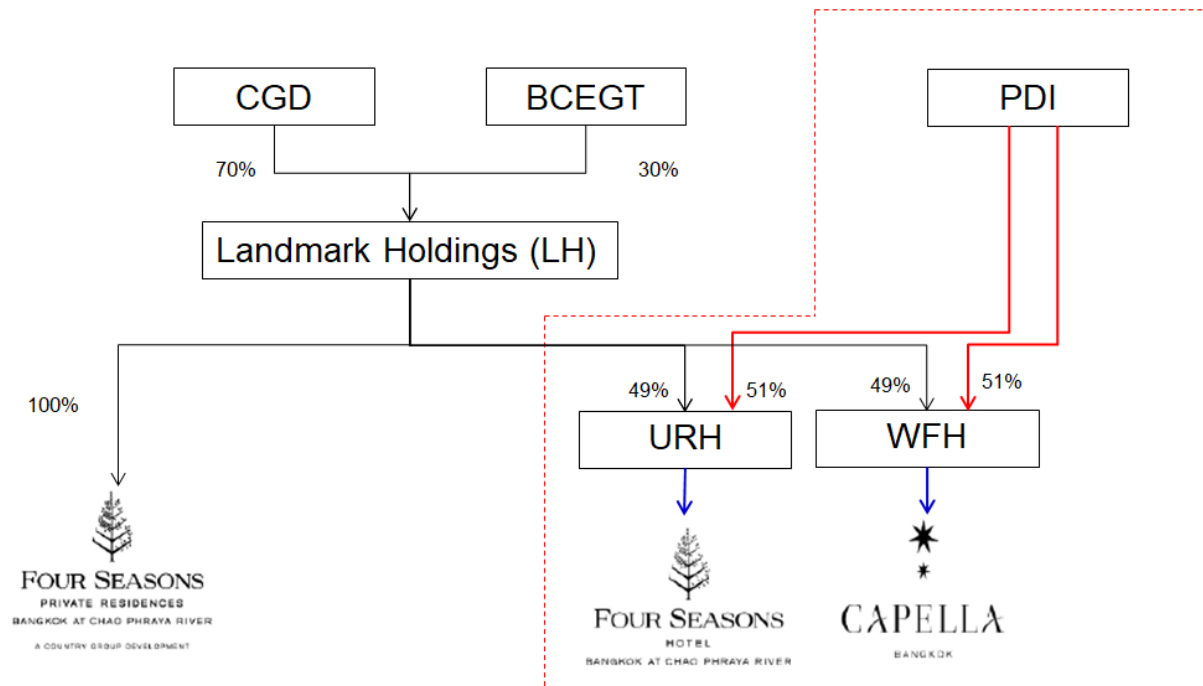 CGD
BCEGT
PDI
70%
30%
Landmark Holdings (LH)
100%
49%
51%
49%
51%
URH
WFH
FOUR SEASONS
PRIVATE RESIDENCES
BANGKOK AT CHAO PHRAYA RIVER
A COUNTRY GROUP DEVELOPMENT
FOUR SEASONS
HOTEL
BANGKOK AT CHAO PHRAYA RIVER
CAPELLA
BANGKOK